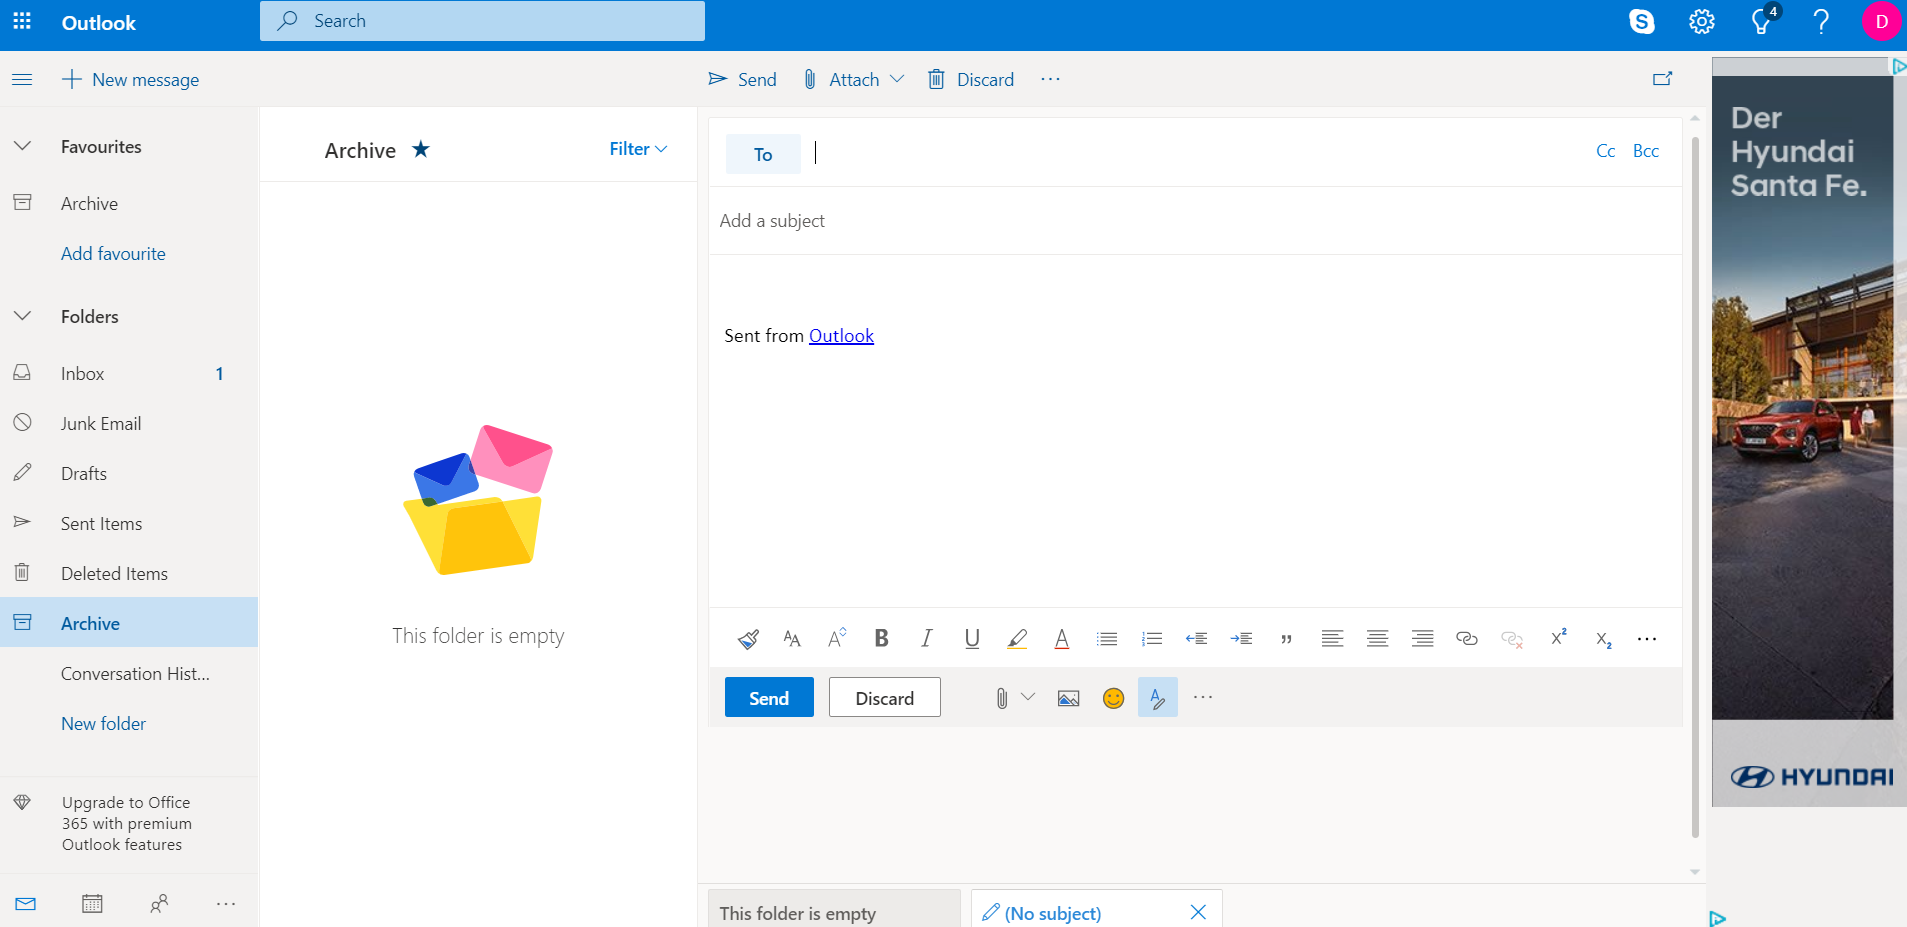 Outlook
Search
4
D
New message
Send
Attach
Discard
Favourites
Archive
Add favourite
Folders
Inbox 1
Junk Email
Drafts
Sent Items
Deleted Items
Archive
Conversation Hist...
New folder
Upgrade to Office
365 with premium
Outlook features
Archive
Filter
This folder is empty
To
Cc
Bcc
Add a subject
Sent from Outlook
Send
Discard
This folder is empty
(No subject)
Der
Hyundai
Santa Fe.
HYUNDAI